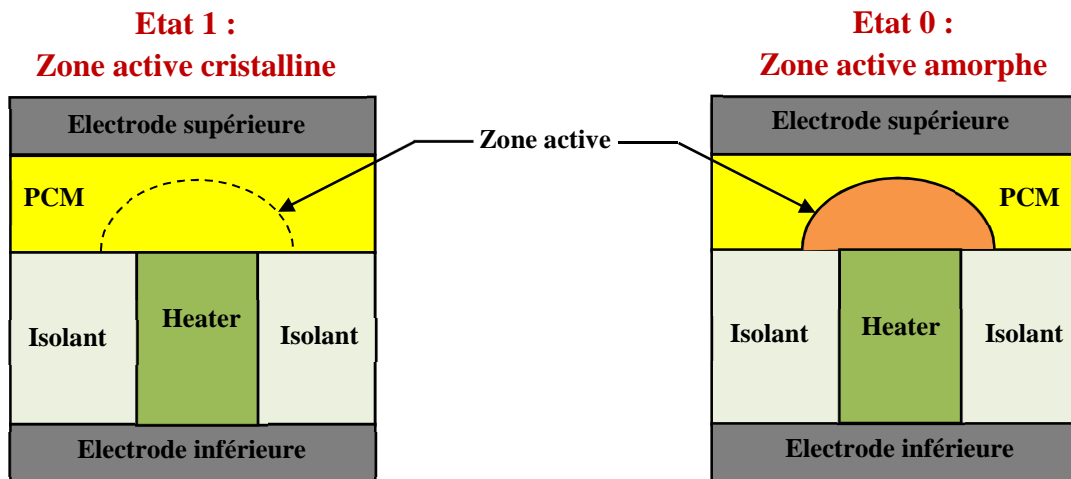 Etat 1 :
Zone active cristalline
Electrode supérieure
PCM
Isolant
Heater
Isolant
Electrode inférieure
Zone active
Etat 0 :
Zone active amorphe
Electrode supérieure
PCM
Isolant
Heater
Isolant
Electrode inférieure